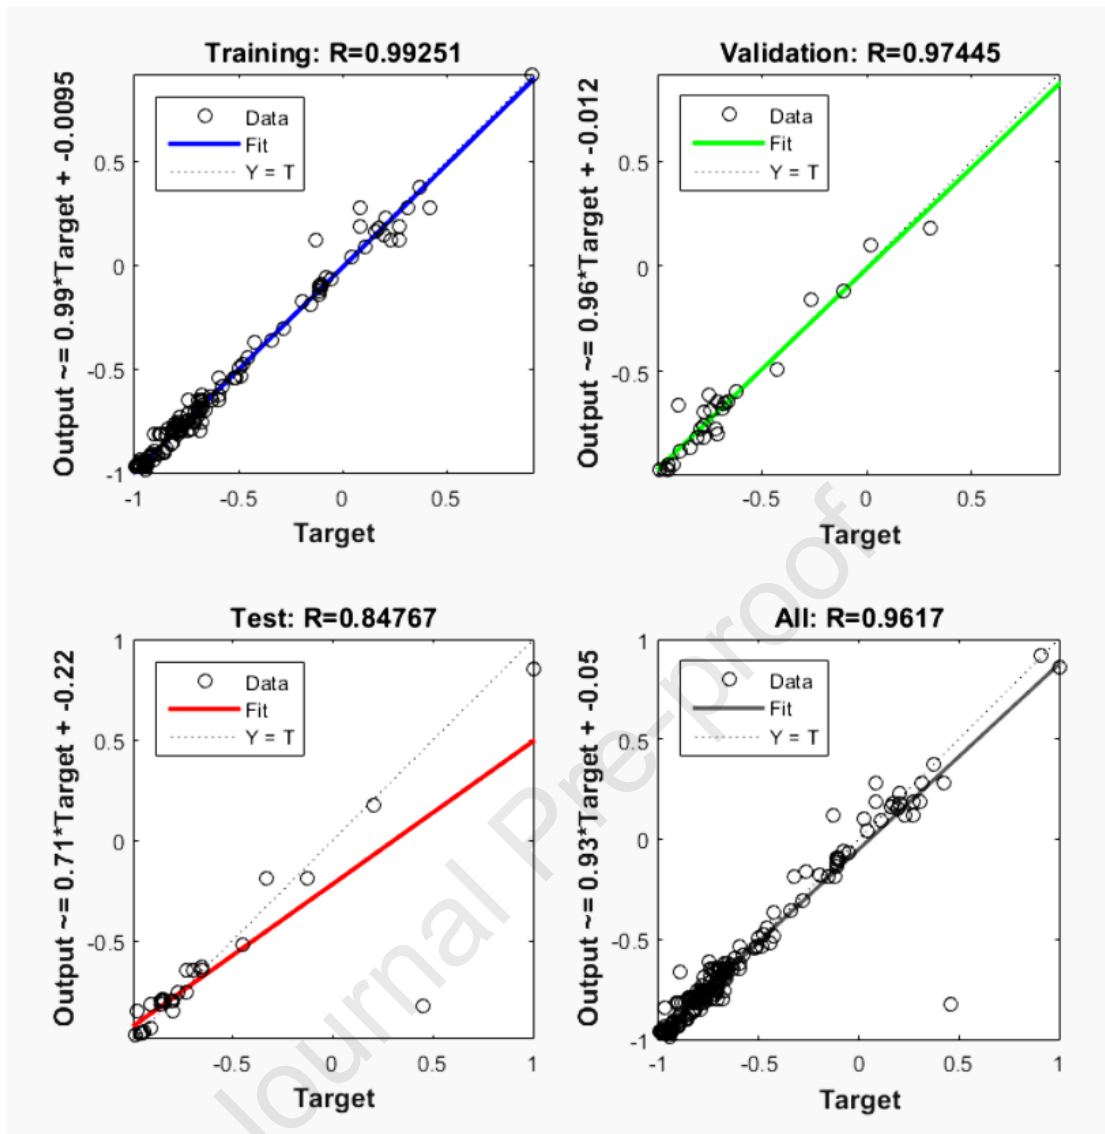 Training: R=0.99251
Output ~= 0.99*Target + -0.0095
Data
Fit
Y = T
0.5
0
-0.5
-1
-1
-0.5
0
0.5
Target
Validation: R=0.97445
Output ~= 0.96*Target + -0.012
Data
Fit
Y = T
0.5
0
-0.5
-0.5
0
0.5
Target
Test: R=0.84767
Output ~= 0.71*Target + -0.22
Data
Fit
Y = T
1
0.5
0
-0.5
-0.5
0
0.5
1
Target
All: R=0.9617
Output ~= 0.93*Target + -0.05
Data
Fit
Y = T
1
0.5
0
-0.5
-1
-1
-0.5
0
0.5
1
Target
Journal Pre-proof